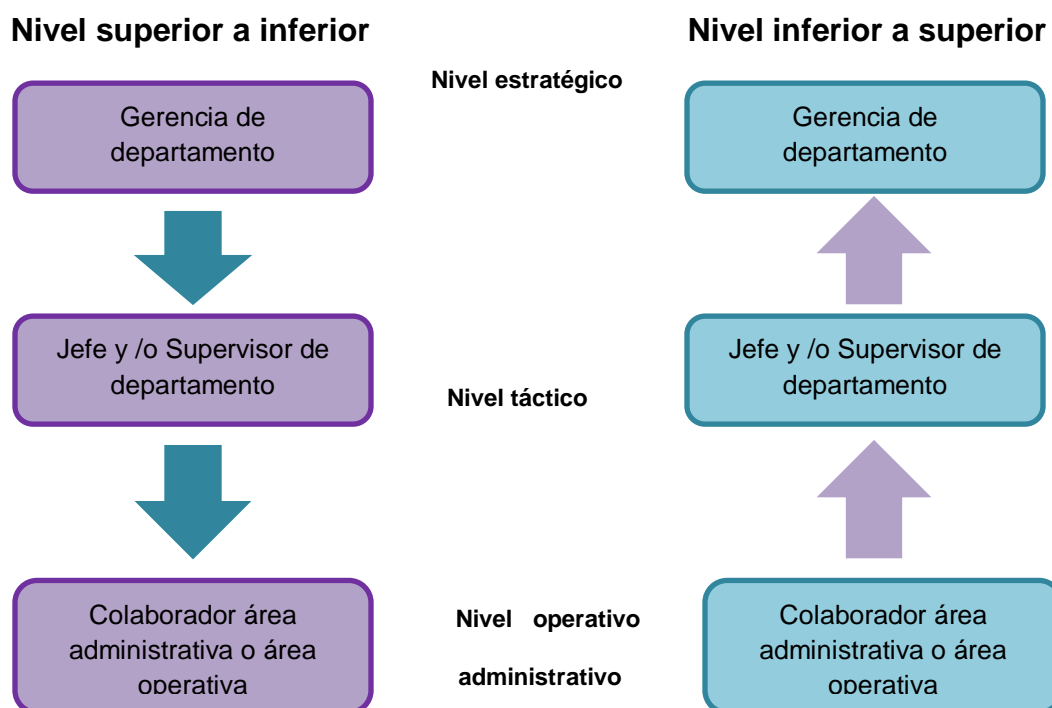 Nivel superior a inferior
Nivel inferior a superior
Nivel estratégico
Gerencia de
departamento
Gerencia de
departamento
Jefe y /o Supervisor de
departamento
Nivel táctico
Jefe y /o Supervisor de
departamento
Colaborador área
administrativa o área
operativa
Nivel operativo
administrativo
Colaborador área
administrativa o área
operativa